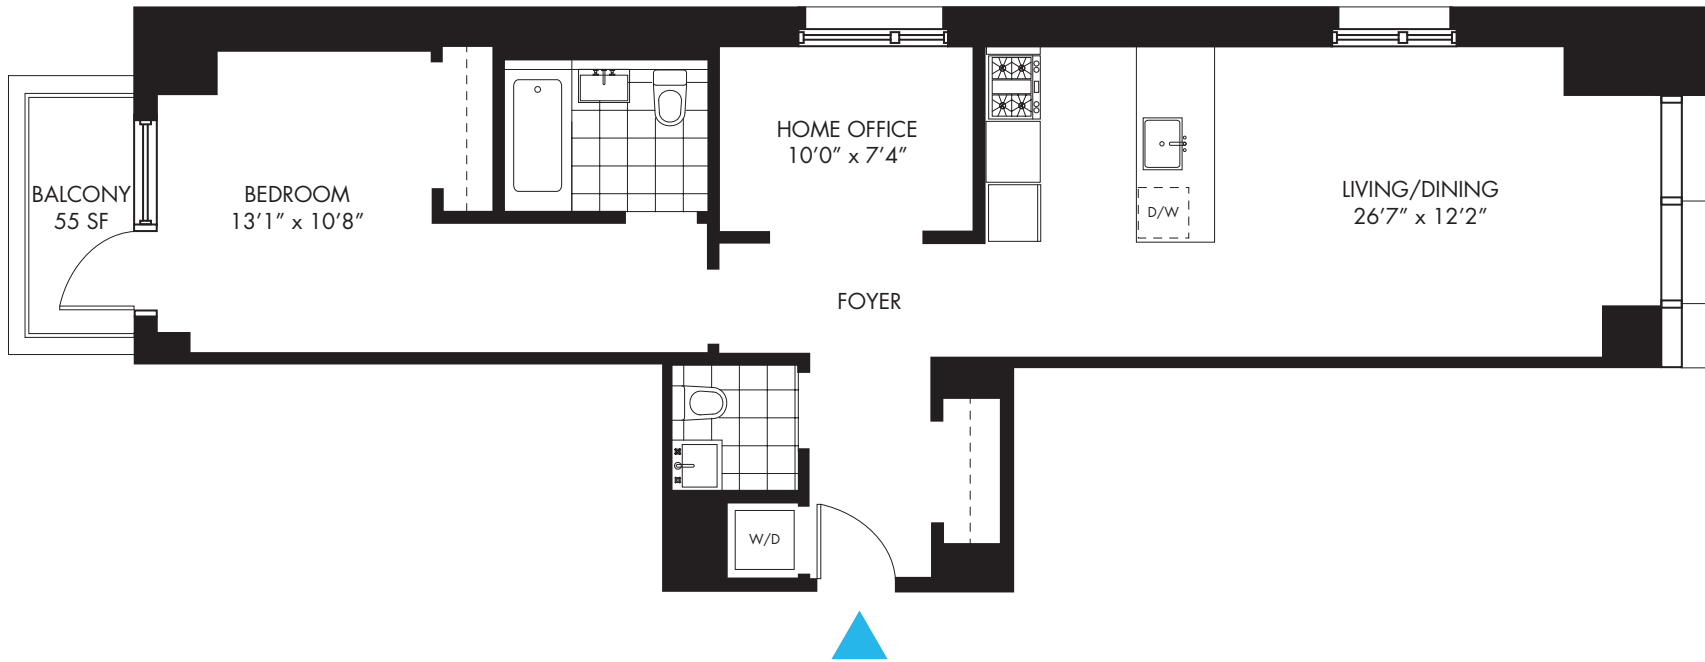 BALCONY
55 SF
BEDROOM
13’1” x 10’8”
HOME OFFICE
10’0” x 7’4”
D/W
LIVING/DINING
26’7” x 12’2”
FOYER
W/D